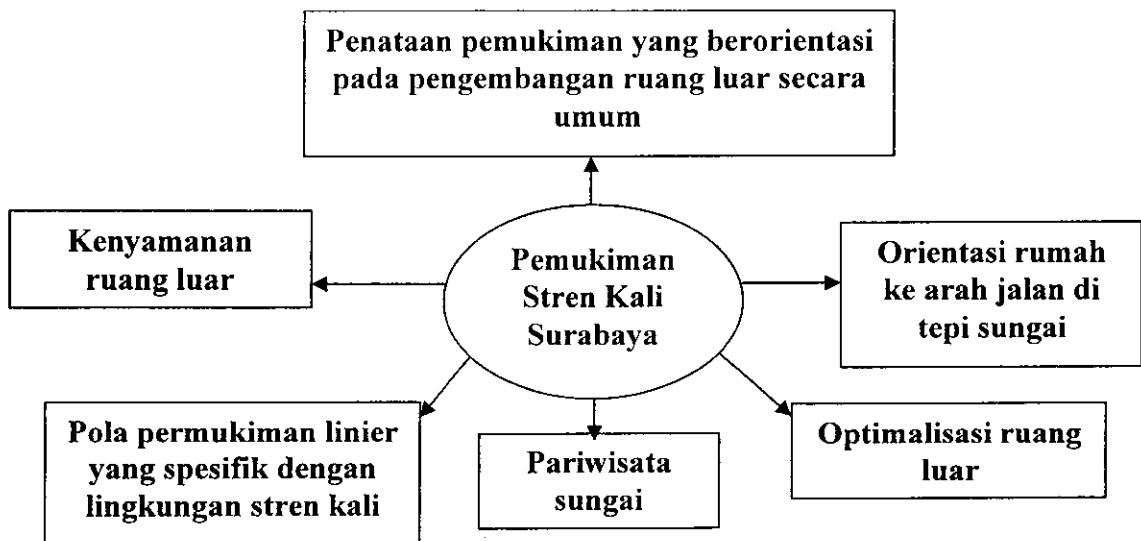 Penataan pemukiman yang berorientasi
pada pengembangan ruang luar secara
umum
Kenyamanan
ruang luar
Pemukiman
Stren Kali
Surabaya
Orientasi rumah
ke arah jalan di
tepi sungai
Pola permukiman linier
yang spesifik dengan
lingkungan stren kali
Pariwisata
sungai
Optimalisasi ruang
luar